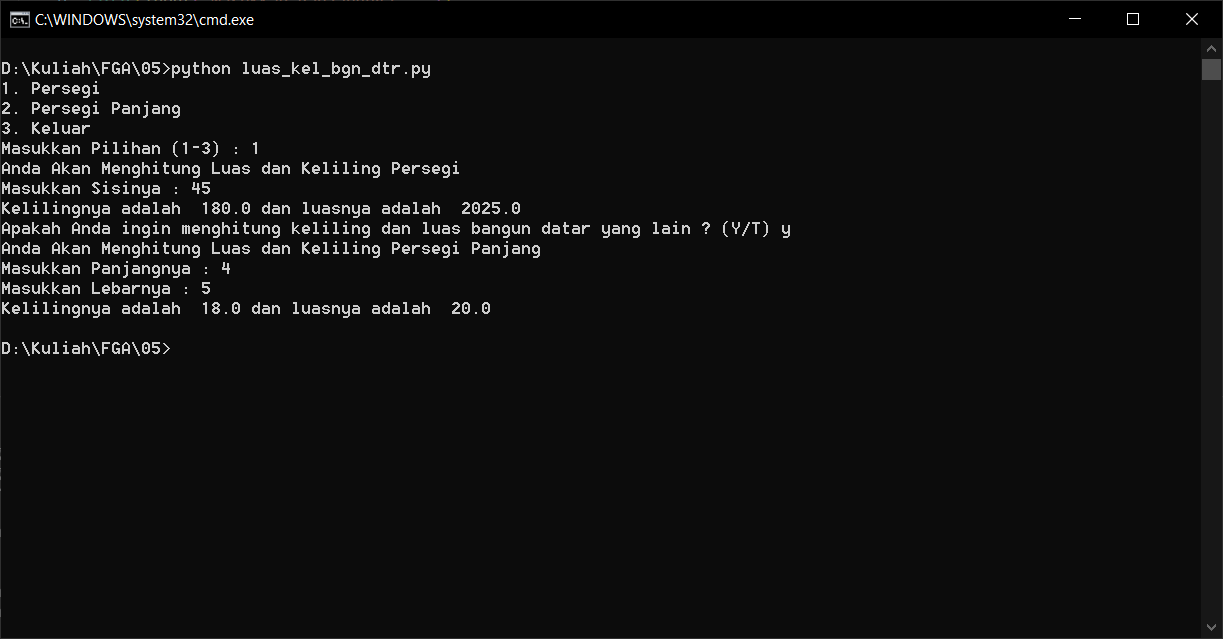 C:\WINDOWS\system32\cmd.exe
D:\Kuliah\FGA\05>python luas_kel_bgn_dtr.py
1. Persegi
2. Persegi Panjang
3. Keluar
Masukkan Pilihan (1-3) : 1
Anda Akan Menghitung Luas dan Keliling Persegi
Masukkan Sisinya : 45
Kelilingnya adalah  180.0 dan luasnya adalah  2025.0
Apakah Anda ingin menghitung keliling dan luas bangun datar yang lain ? (Y/T) y
Anda Akan Menghitung Luas dan Keliling Persegi Panjang
Masukkan Panjangnya : 4
Masukkan Lebarnya : 5
Kelilingnya adalah  18.0 dan luasnya adalah  20.0
D:\Kuliah\FGA\05>